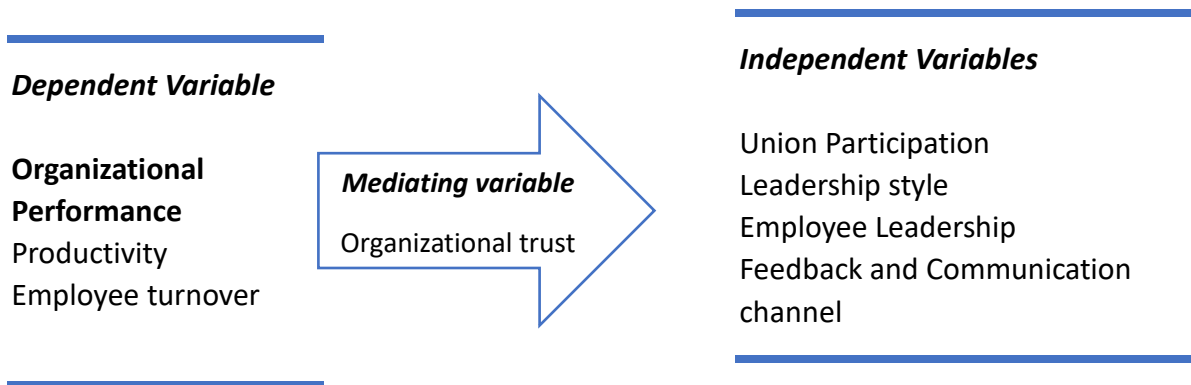 Dependent Variable
Organizational
Performance
Productivity
Employee turnover
Mediating variable
Organizational trust
Independent Variables
Union Participation
Leadership style
Employee Leadership
Feedback and Communication
channel